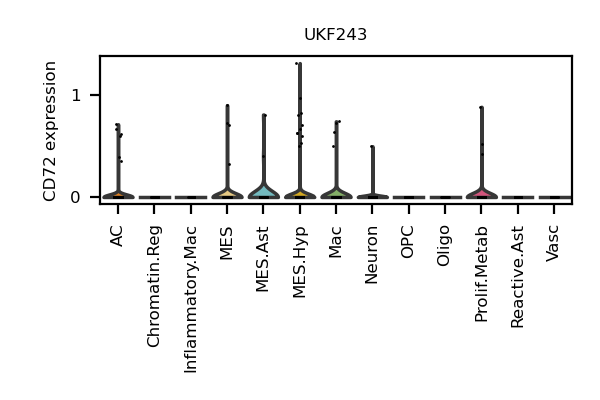 UKF243
CD72 expression
1
0
AC
Chromatin.Reg
Inflammatory.Mac
MES
MES.Ast
MES.Hyp
Mac
Neuron
OPC
Oligo
Prolif.Metab
Reactive.Ast
Vasc